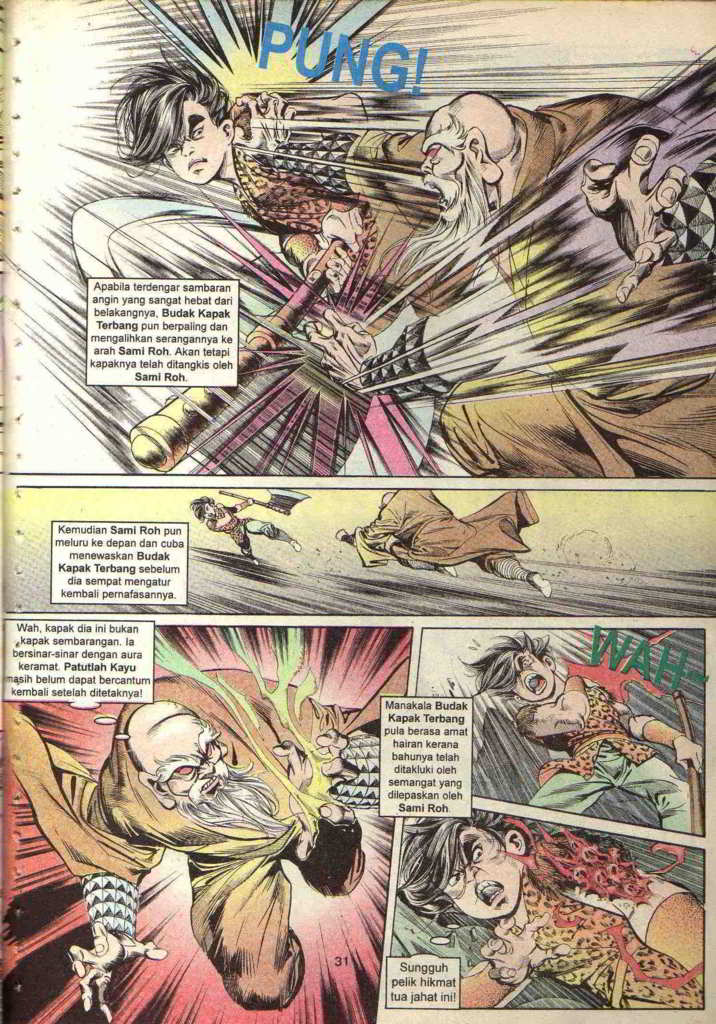 PUNG!
Apabila terdengar sambaran
angin yang sangat hebat dari
belakangnya, Budak Kapak
Terbang pun berpaling dan
mengalihkan serangannya ke
arah Sami Roh. Akan tetapi
kapaknya telah ditangkis oleh
Sami Roh.
Kemudian Sami Roh pun
meluru ke depan dan cuba
menewaskan Budak
Kapak Terbang sebelum
dia sempat mengatur
kembali pernafasannya.
Wah, kapak dia ini bukan
kapak sembarangan. Ia
bersinar-sinar dengan aura
keramat. Patutlah Kayu
masih belum dapat bercantum
kembali setelah ditetaknya!
WAH~
Manakala Budak
Kapak Terbang
pula berasa amat
hairan kerana
bahunya telah
ditakluki oleh
semangat yang
dilepaskan oleh
Sami Roh.
Sungguh
pelik hikmat
tua jahat ini!
31